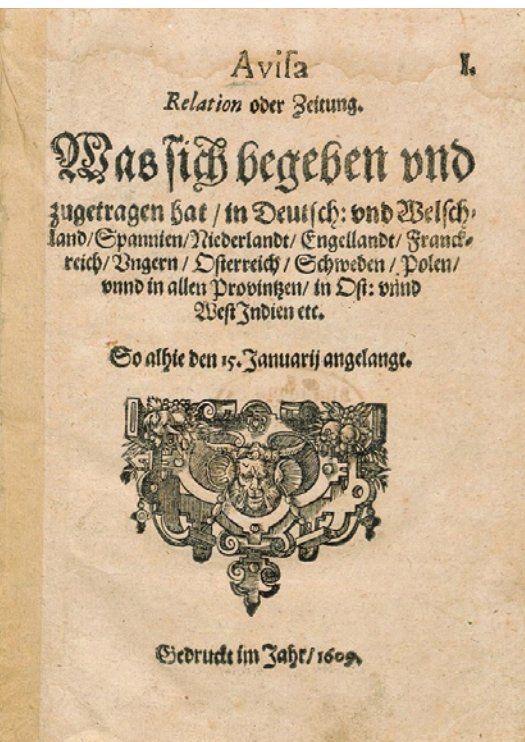 Aviſa I.
Relation oder Zeitung.
Was ſich begeben vnd
zugetragen hat / in Deutſch: vnd Welſch⸗
land/Spannien/Niederlandt/ Engellandt/ Franck⸗
reich/ Vngern / Oſterreich / Schweden / Polen/
vnnd in allen Provintzen/ in Oſt: vnnd
WeſtIndien etc.
So alhie den 15. Januarij angelangt.
Gedruckt im Jahr/ 1609.